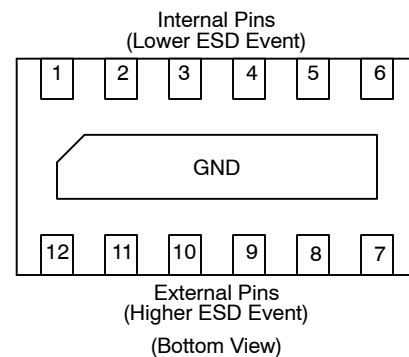 Internal Pins
(Lower ESD Event)
1 2 3 4 5 6
GND
12 11 10 9 8 7
External Pins
(Higher ESD Event)
(Bottom View)